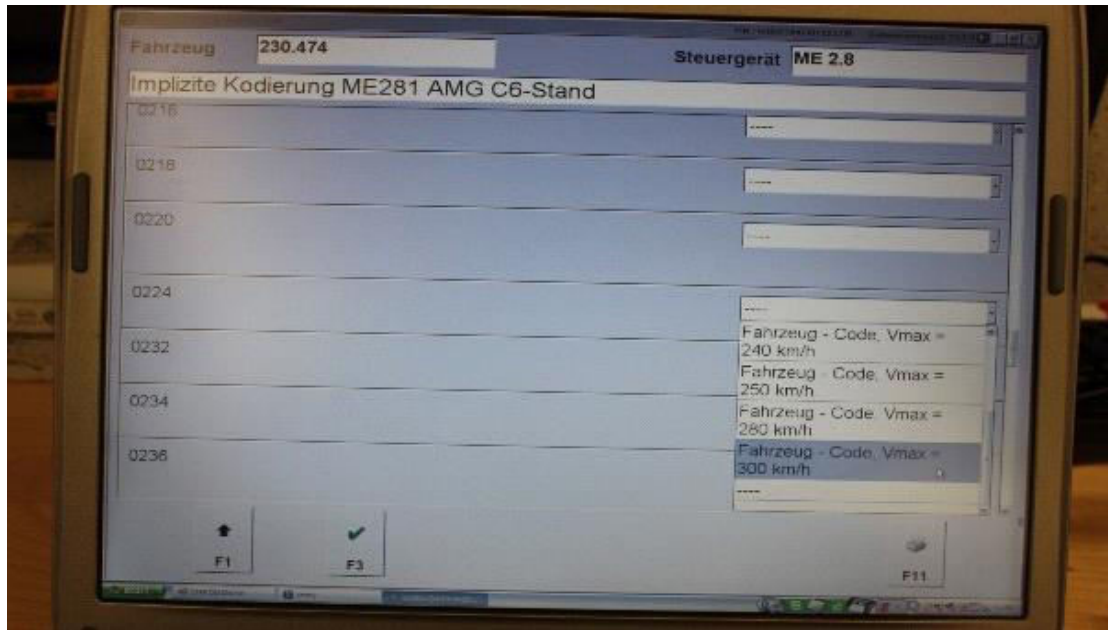 Fahrzeug 230.474 Steuergerät ME 2.8
Implizite Kodierung ME281 AMG C6-Stand
0216 ----
0218 ----
0220 ----
0224 ----
Fahrzeug - Code, Vmax =
0232 240 km/h
Fahrzeug - Code, Vmax =
250 km/h
0234 Fahrzeug - Code, Vmax =
280 km/h
0236 Fahrzeug - Code, Vmax =
300 km/h
----
F1 F3 F11